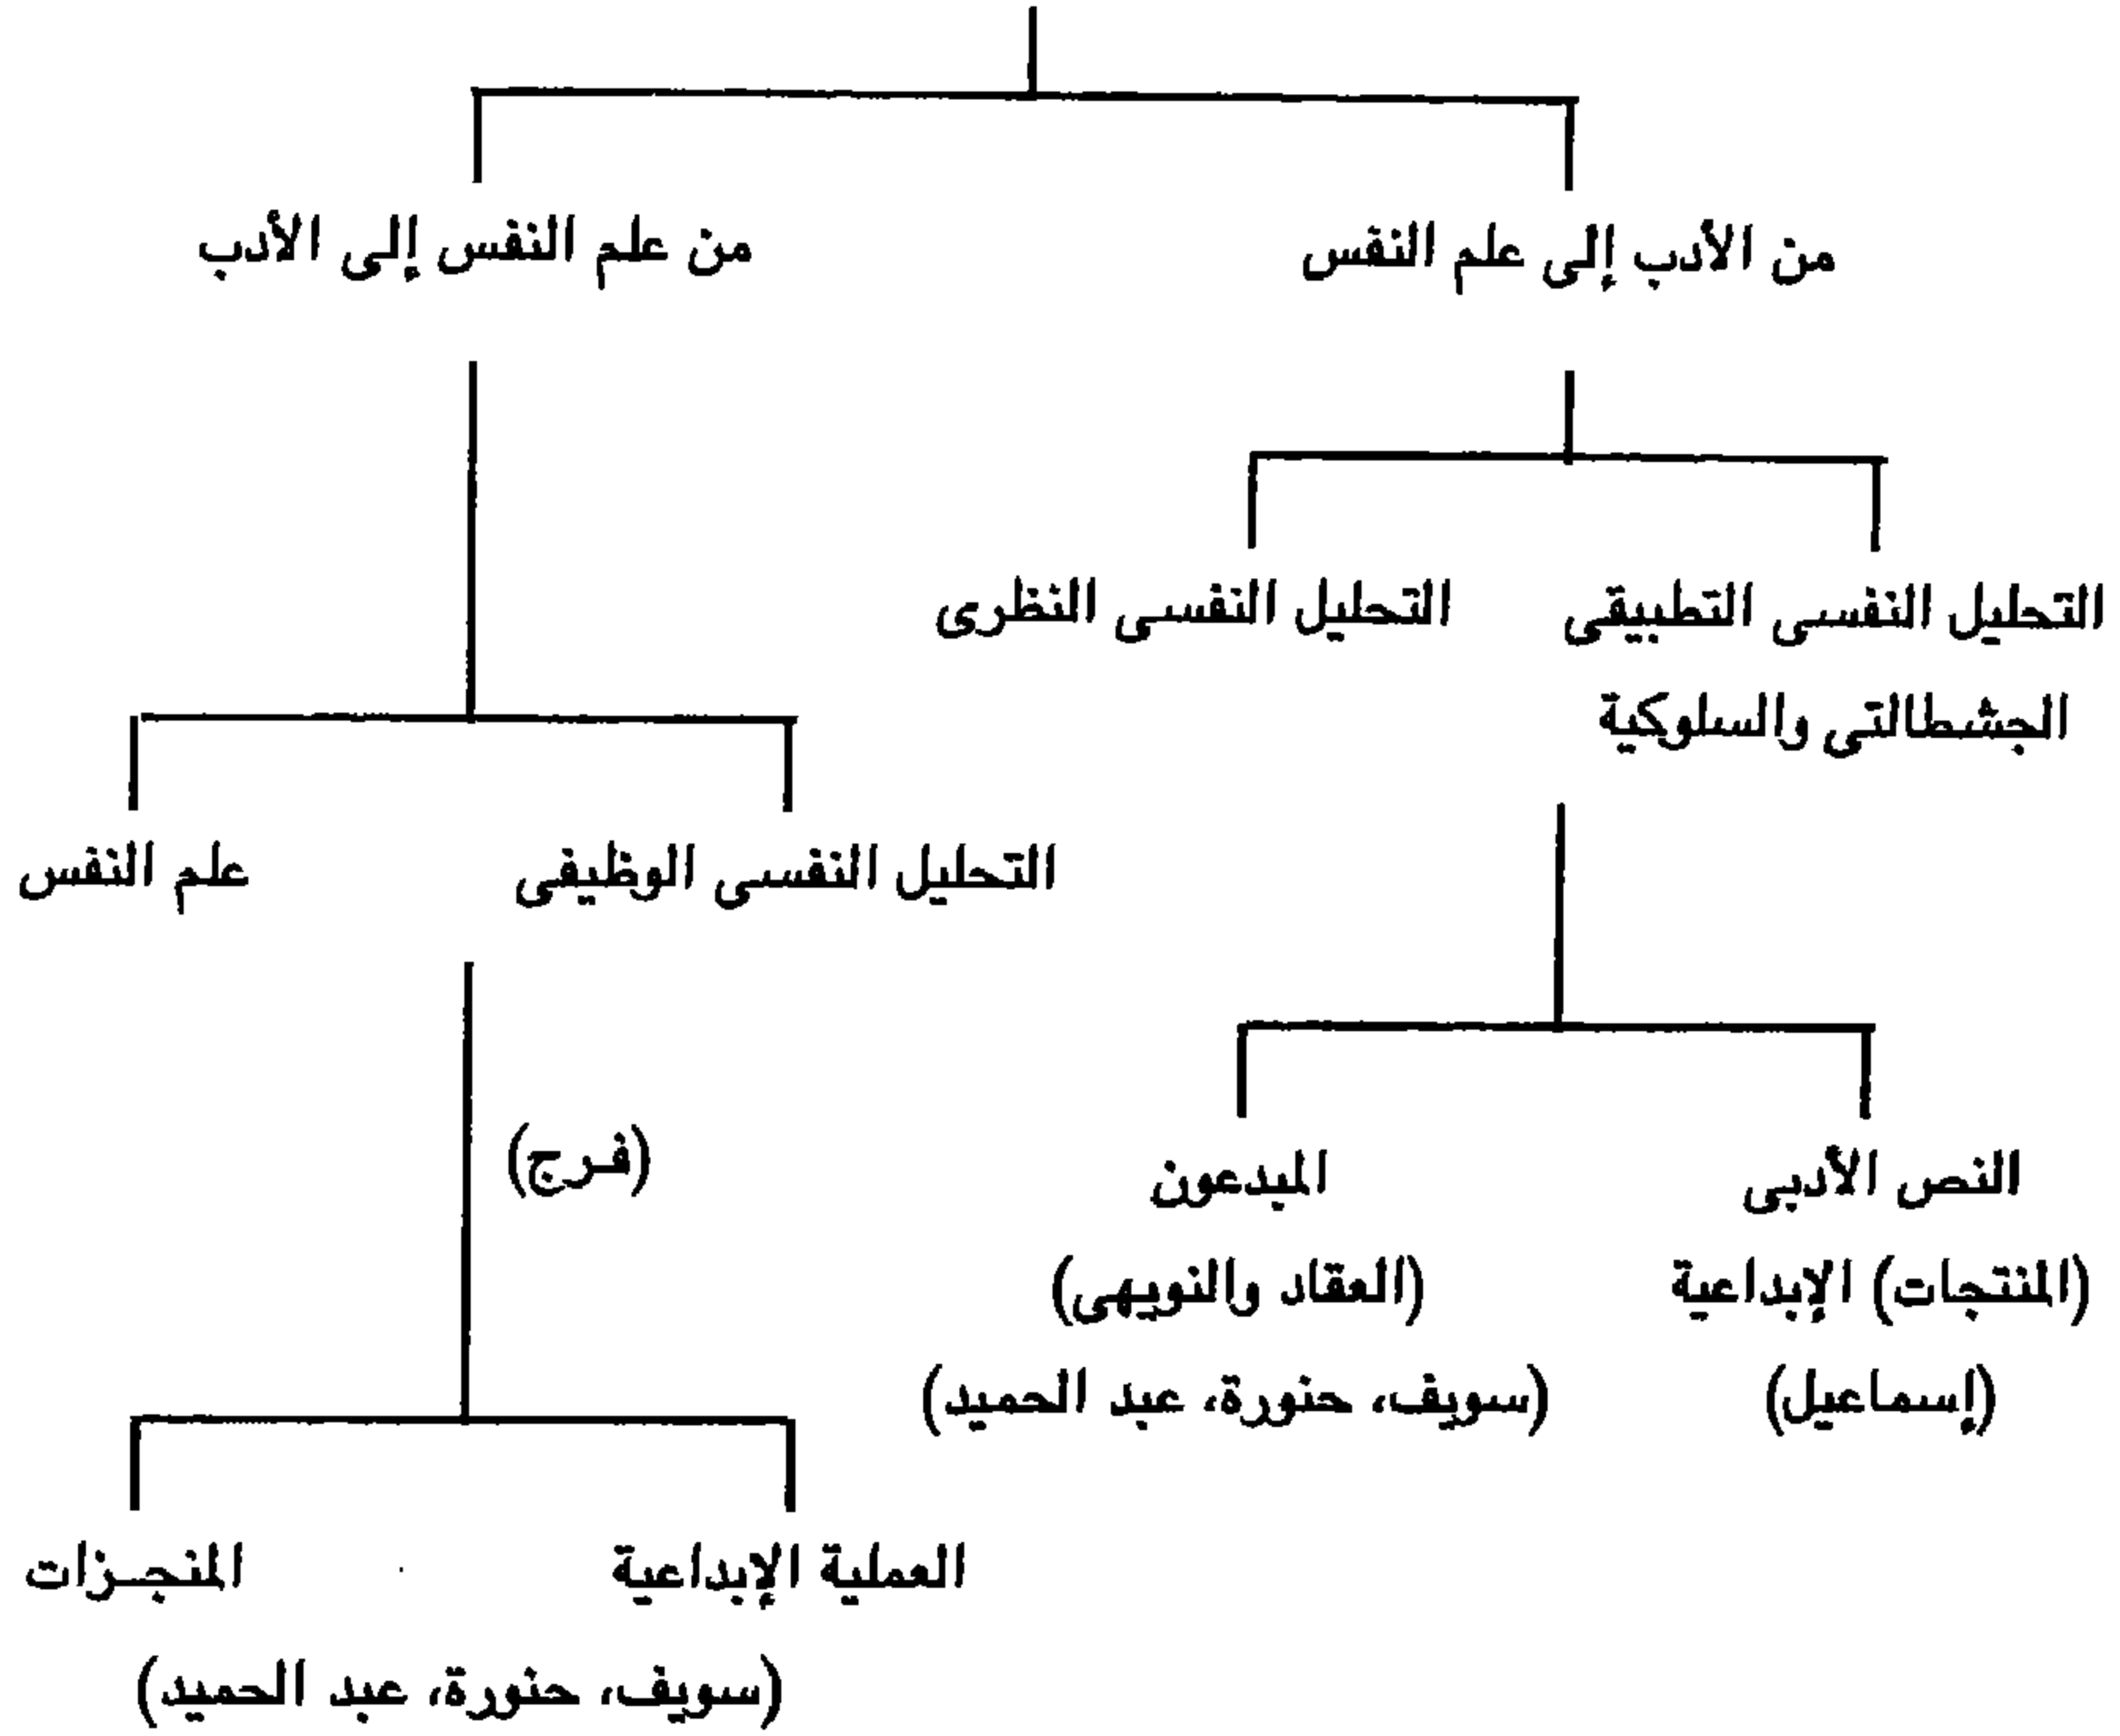 من الأدب إلى علم النفس
من علم النفس إلى الأدب
التحليل النفسى التطبيقى
الجشطالتى والسلوكية
التحليل النفسى النظرى
التحليل النفسى الوظيفى
علم النفس
(فرج)
النص الأدبى
(المنتجات) الإبداعية
(إسماعيل)
المبدعون
(العقاد والنويهى)
(سويف، حنورة، عبد الحميد)
العملية الإبداعية
المنجزات
(سويف، حنورة، عبد الحميد)